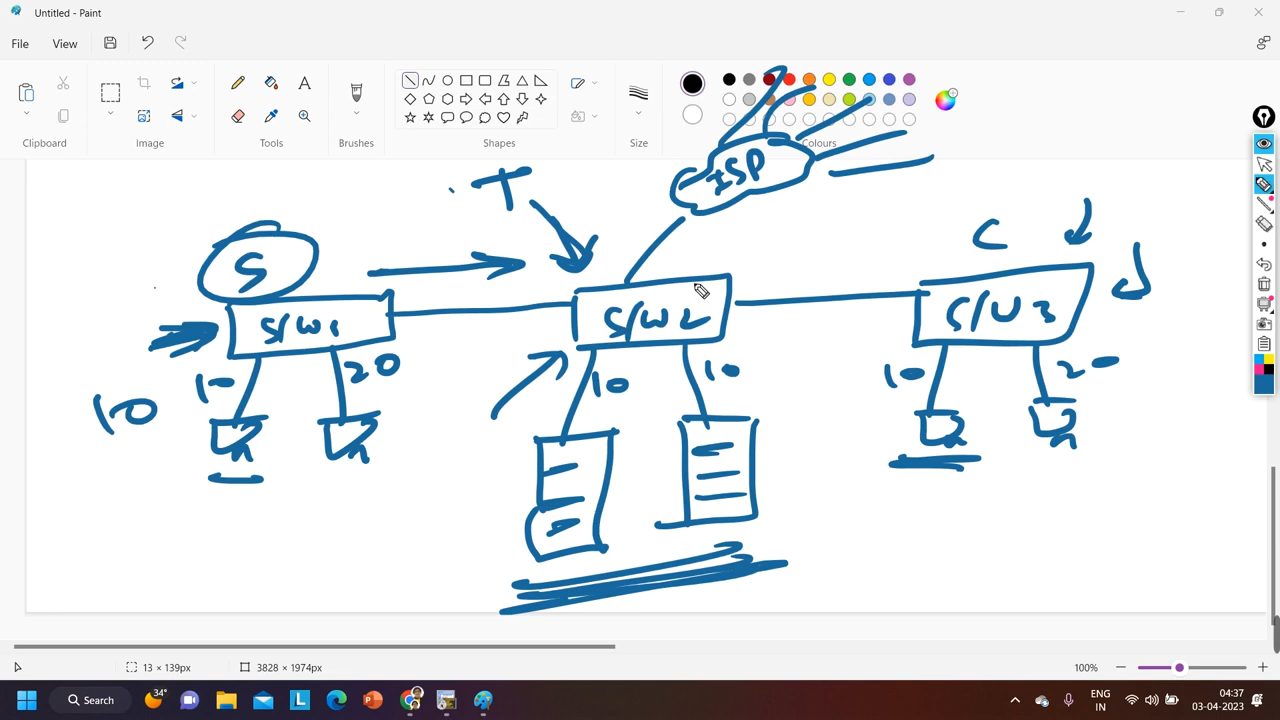 Untitled - Paint
File
View
Clipboard
Image
Tools
Brushes
Shapes
Size
Colours
ISP
T
C
S
S/W1
S/W2
S/W3
10
20
10
10
10
10
20
13 × 139px
3828 × 1974px
100%
Search
34°
ENG
IN
04:37
03-04-2023